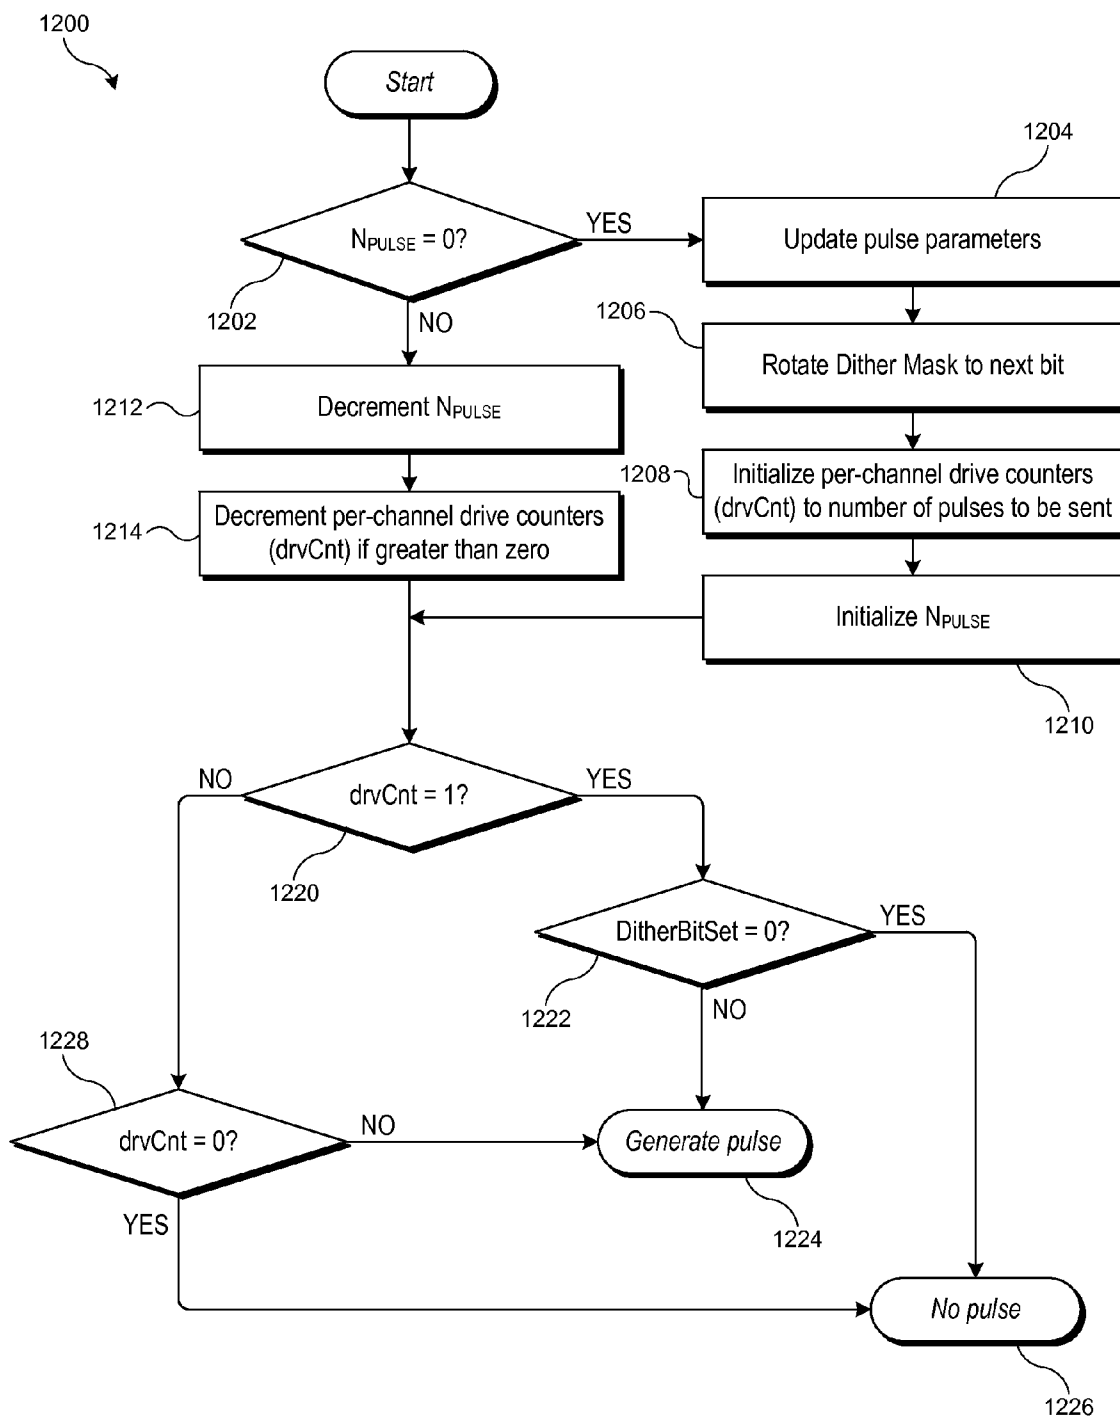 1200
Start
1204
N_PULSE = 0?
YES
Update pulse parameters
1202
NO
1206
Rotate Dither Mask to next bit
1212
Decrement N_PULSE
1208
Initialize per-channel drive counters
(drvCnt) to number of pulses to be sent
1214
Decrement per-channel drive counters
(drvCnt) if greater than zero
Initialize N_PULSE
1210
NO
drvCnt = 1?
YES
1220
DitherBitSet = 0?
YES
1222
NO
1228
drvCnt = 0?
NO
Generate pulse
YES
1224
No pulse
1226